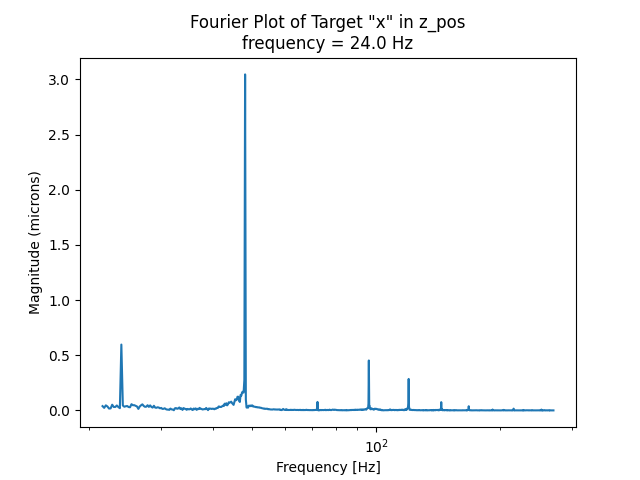 Fourier Plot of Target "x" in z_pos
frequency = 24.0 Hz
3.0
2.5
2.0
1.5
1.0
0.5
0.0
Magnitude (microns)
10²
Frequency [Hz]